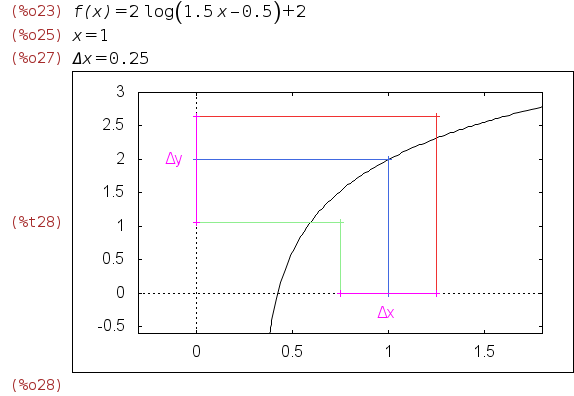 (%o23) f(x)=2 log(1.5 x-0.5)+2
(%o25) x=1
(%o27) Δx=0.25
(%t28)
3
2.5
2
1.5
1
0.5
0
-0.5
Δy
Δx
0 0.5 1 1.5
(%o28)